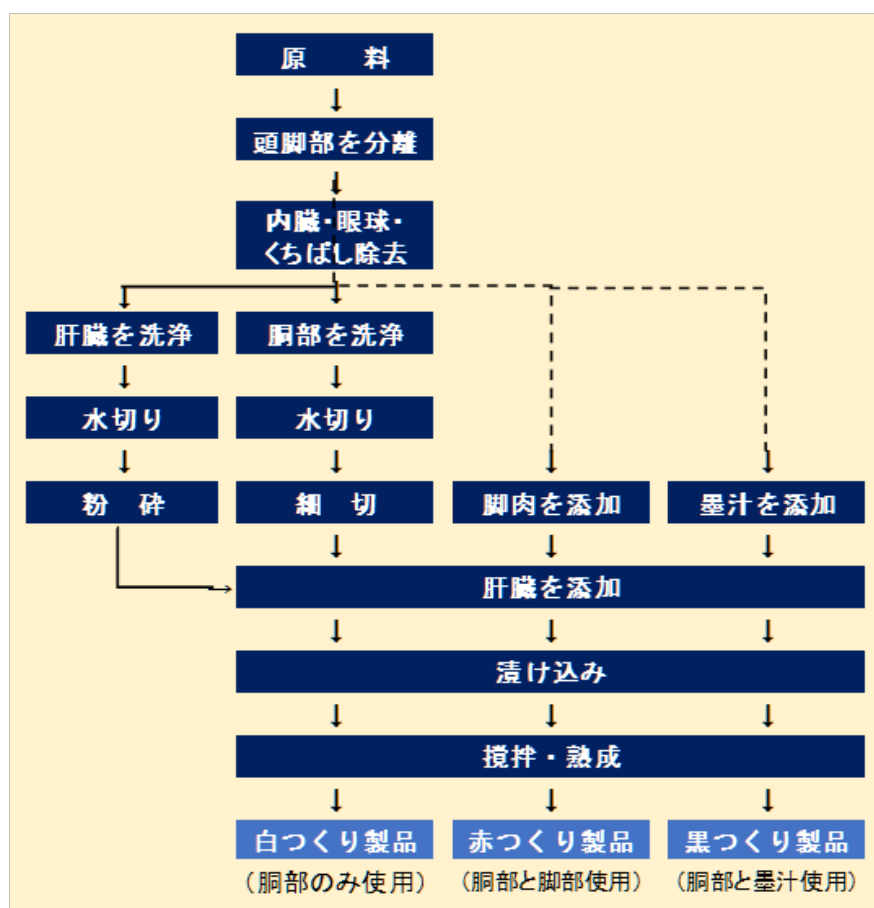 原　　料
↓
頭脚部を分離
↓
内臓・眼球・
くちばし除去
↓ ↓
肝臓を洗浄 胴部を洗浄
↓ ↓
水切り 水切り
↓ ↓ ↓ ↓
粉　砕 細　切 脚肉を添加 墨汁を添加
↓ ↓ ↓
→ 肝臓を添加
↓ ↓ ↓
漬け込み
↓ ↓ ↓
撹拌・熟成
↓ ↓ ↓
白つくり製品 赤つくり製品 黒つくり製品
（胴部のみ使用） （胴部と脚部使用） （胴部と墨汁使用）